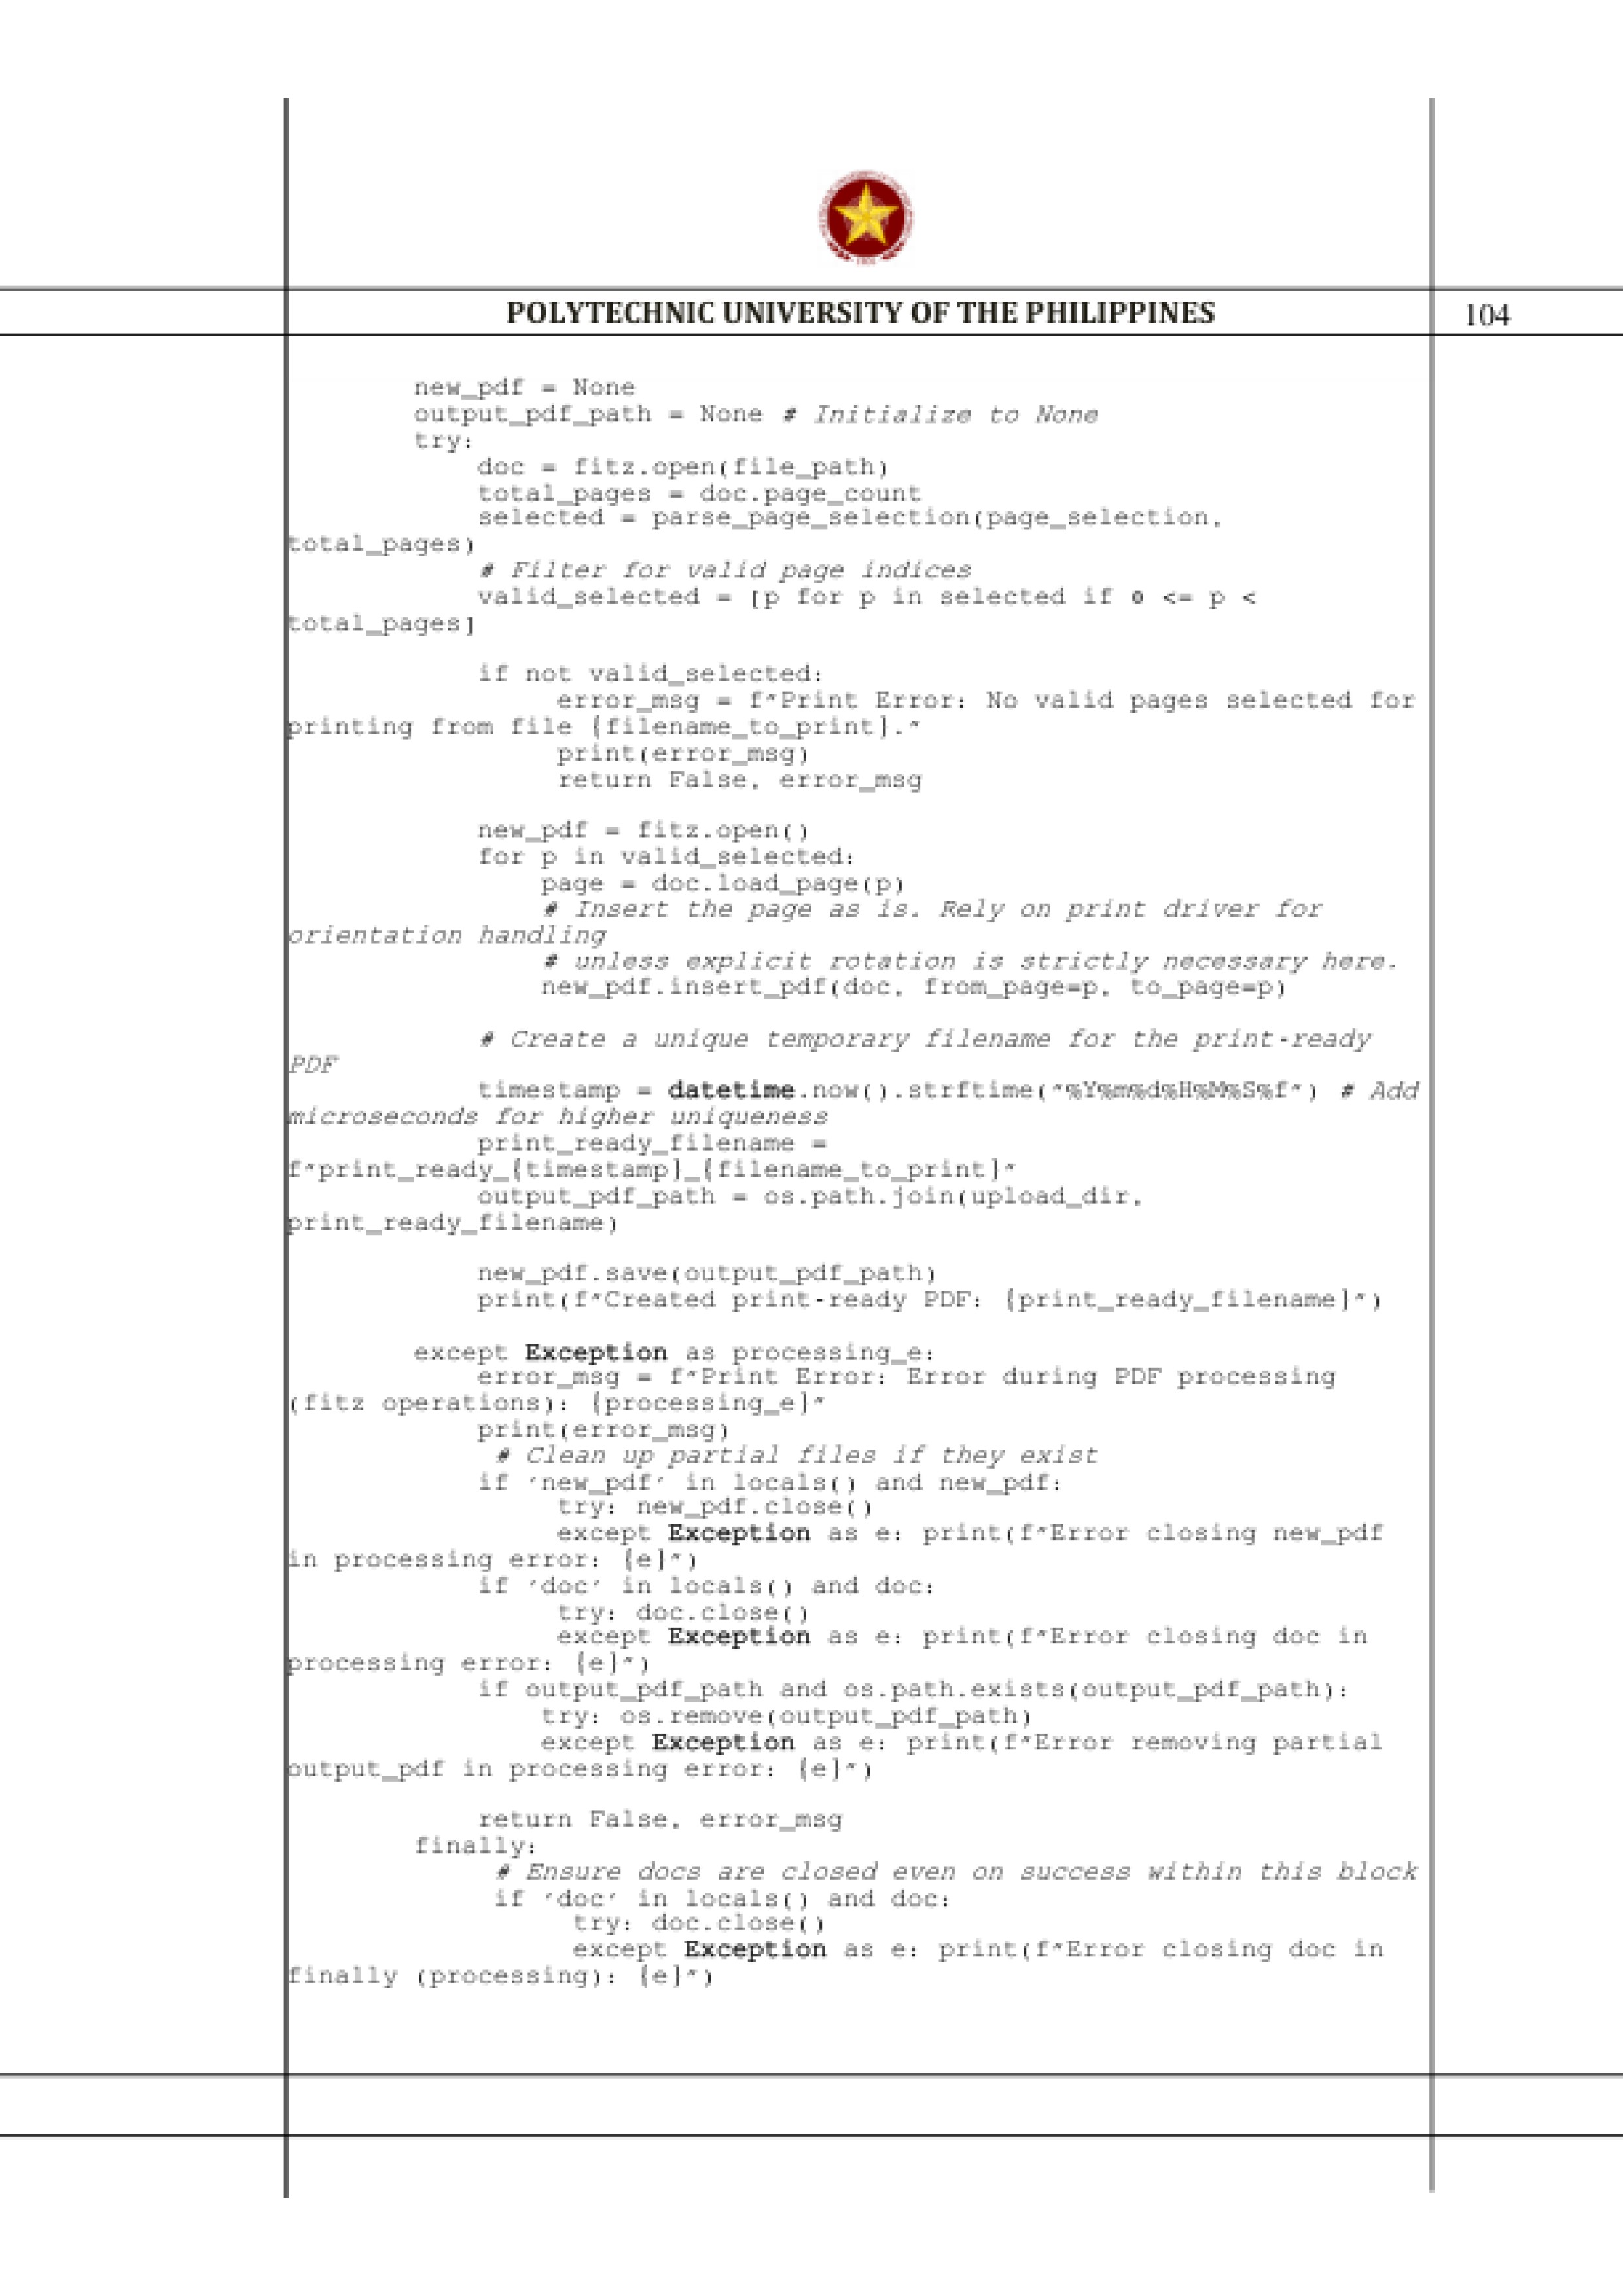 POLYTECHNIC UNIVERSITY OF THE PHILIPPINES
104
new_pdf = None
output_pdf_path = None # Initialize to None
try:
doc = fitz.open(file_path)
total_pages = doc.page_count
selected = parse_page_selection(page_selection,
total_pages)
# Filter for valid page indices
valid_selected = [p for p in selected if 0 <= p <
total_pages]
if not valid_selected:
error_msg = f"Print Error: No valid pages selected for
printing from file {filename_to_print}."
print(error_msg)
return False, error_msg
new_pdf = fitz.open()
for p in valid_selected:
page = doc.load_page(p)
# Insert the page as is. Rely on print driver for
orientation handling
# unless explicit rotation is strictly necessary here.
new_pdf.insert_pdf(doc, from_page=p, to_page=p)
# Create a unique temporary filename for the print-ready
PDF
timestamp = datetime.now().strftime("%Y%m%d%H%M%S%f") # Add
microseconds for higher uniqueness
print_ready_filename =
f"print_ready_{timestamp}_{filename_to_print}"
output_pdf_path = os.path.join(upload_dir,
print_ready_filename)
new_pdf.save(output_pdf_path)
print(f"Created print-ready PDF: {print_ready_filename}")
except Exception as processing_e:
error_msg = f"Print Error: Error during PDF processing
(fitz operations): {processing_e}"
print(error_msg)
# Clean up partial files if they exist
if 'new_pdf' in locals() and new_pdf:
try: new_pdf.close()
except Exception as e: print(f"Error closing new_pdf
in processing error: {e}")
if 'doc' in locals() and doc:
try: doc.close()
except Exception as e: print(f"Error closing doc in
processing error: {e}")
if output_pdf_path and os.path.exists(output_pdf_path):
try: os.remove(output_pdf_path)
except Exception as e: print(f"Error removing partial
output_pdf in processing error: {e}")
return False, error_msg
finally:
# Ensure docs are closed even on success within this block
if 'doc' in locals() and doc:
try: doc.close()
except Exception as e: print(f"Error closing doc in
finally (processing): {e}")